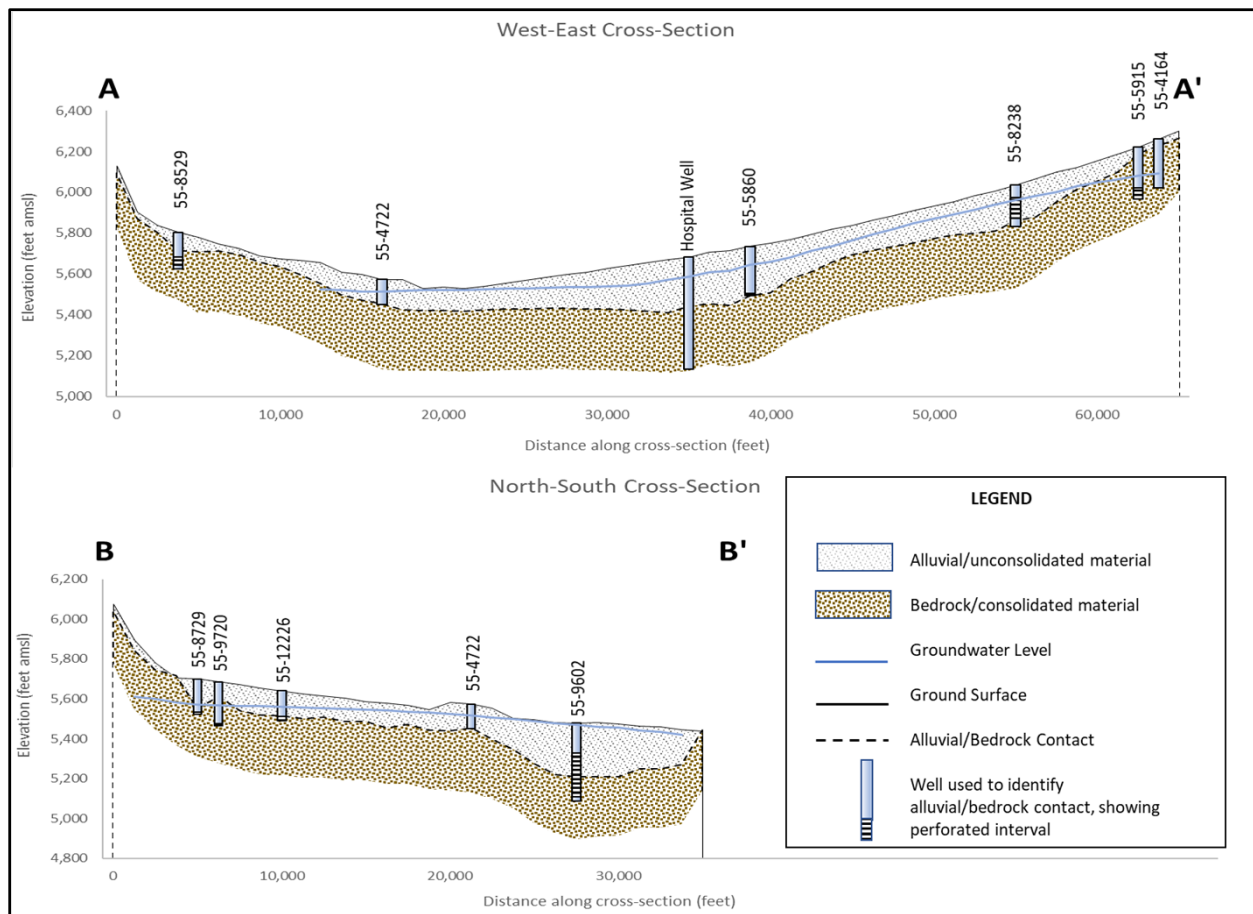 West-East Cross-Section
A
A'
6,400
6,200
6,000
5,800
5,600
5,400
5,200
5,000
Elevation (feet amsl)
55-8529
55-4722
Hospital Well
55-5860
55-8238
55-5915
55-4164
0
10,000
20,000
30,000
40,000
50,000
60,000
Distance along cross-section (feet)
North-South Cross-Section
B
B'
6,200
6,000
5,800
5,600
5,400
5,200
5,000
4,800
Elevation (feet amsl)
55-8729
55-9720
55-12226
55-4722
55-9602
0
10,000
20,000
30,000
Distance along cross-section (feet)
LEGEND
Alluvial/unconsolidated material
Bedrock/consolidated material
Groundwater Level
Ground Surface
Alluvial/Bedrock Contact
Well used to identify
alluvial/bedrock contact, showing
perforated interval